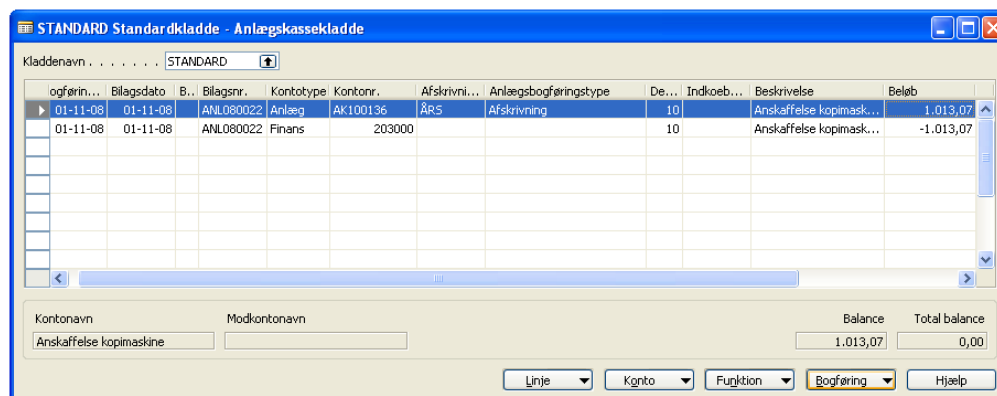 STANDARD Standardkladde - Anlægskassekladde
Kladdenavn . . . . . . . STANDARD
ogførin... Bilagsdato B.. Bilagsnr. Kontotype Kontonr. Afskrivni... Anlægsbogføringstype De... Indkoeb... Beskrivelse Beløb
01-11-08 01-11-08 ANL080022 Anlæg AK100136 ÅRS Afskrivning 10 Anskaffelse kopimask... 1.013,07
01-11-08 01-11-08 ANL080022 Finans 203000 10 Anskaffelse kopimask... -1.013,07
Kontonavn Modkontonavn Balance Total balance
Anskaffelse kopimaskine 1.013,07 0,00
Linje Konto Funktion Bogføring Hjælp